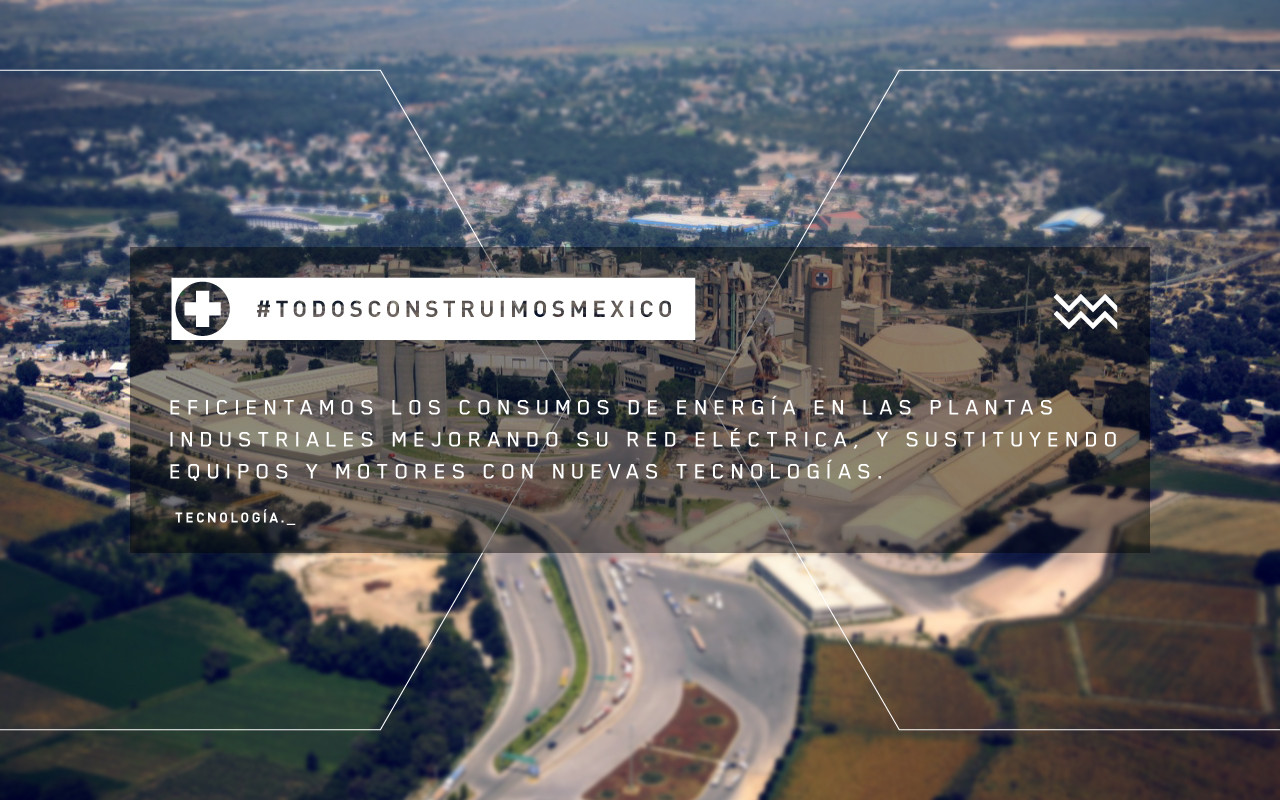 #TODOSCONSTRUIMOSMEXICO
EFICIENTAMOS LOS CONSUMOS DE ENERGÍA EN LAS PLANTAS
INDUSTRIALES MEJORANDO SU RED ELÉCTRICA, Y SUSTITUYENDO
EQUIPOS Y MOTORES CON NUEVAS TECNOLOGÍAS.
TECNOLOGÍA._